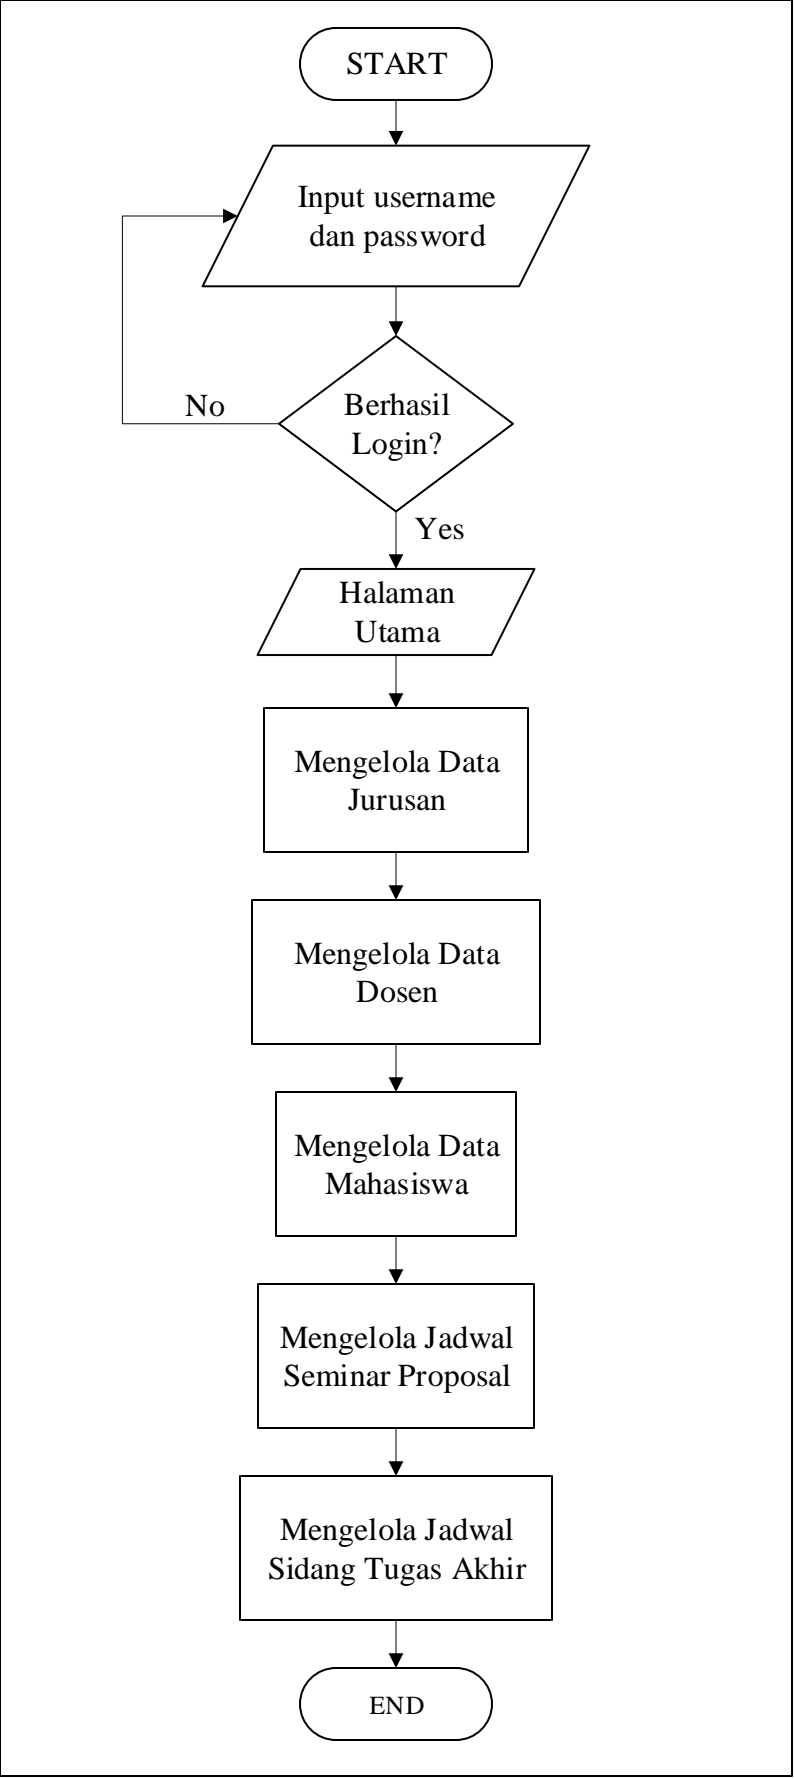 START
Input username
dan password
Berhasil
Login?
No
Yes
Halaman
Utama
Mengelola Data
Jurusan
Mengelola Data
Dosen
Mengelola Data
Mahasiswa
Mengelola Jadwal
Seminar Proposal
Mengelola Jadwal
Sidang Tugas Akhir
END